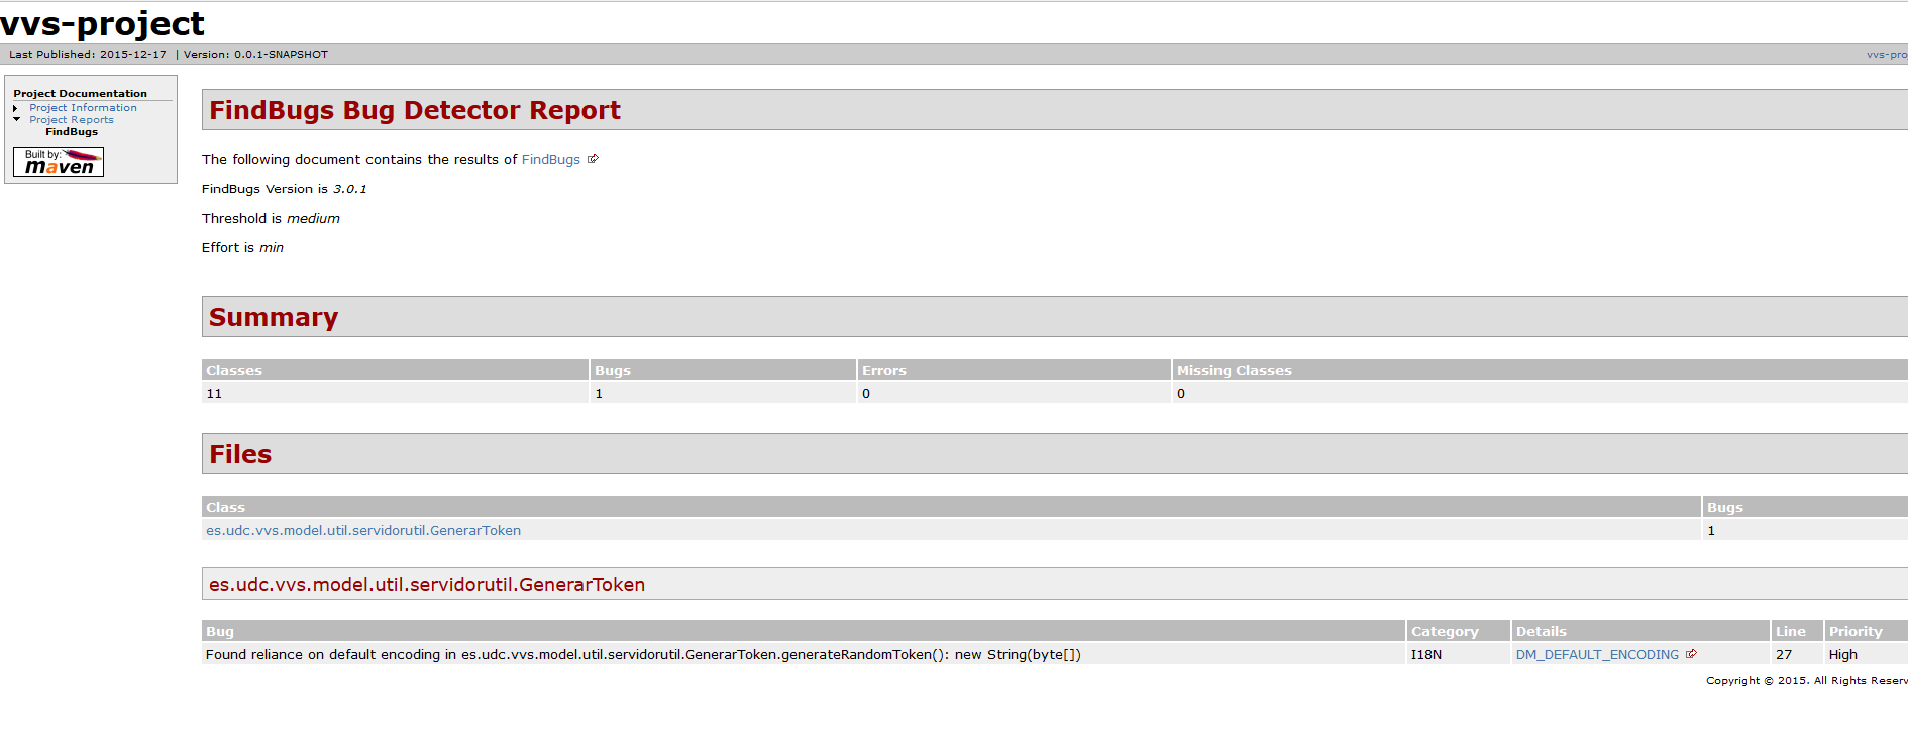 vvs-project
Last Published: 2015-12-17 | Version: 0.0.1-SNAPSHOT
vvs-pro
Project Documentation
Project Information
Project Reports
FindBugs
Built by:
maven
FindBugs Bug Detector Report
The following document contains the results of FindBugs
FindBugs Version is 3.0.1
Threshold is medium
Effort is min
Summary
Classes Bugs Errors Missing Classes
11 1 0 0
Files
Class Bugs
es.udc.vvs.model.util.servidorutil.GenerarToken 1
es.udc.vvs.model.util.servidorutil.GenerarToken
Bug Category Details Line Priority
Found reliance on default encoding in es.udc.vvs.model.util.servidorutil.GenerarToken.generateRandomToken(): new String(byte[]) I18N DM_DEFAULT_ENCODING 27 High
Copyright © 2015. All Rights Reserv